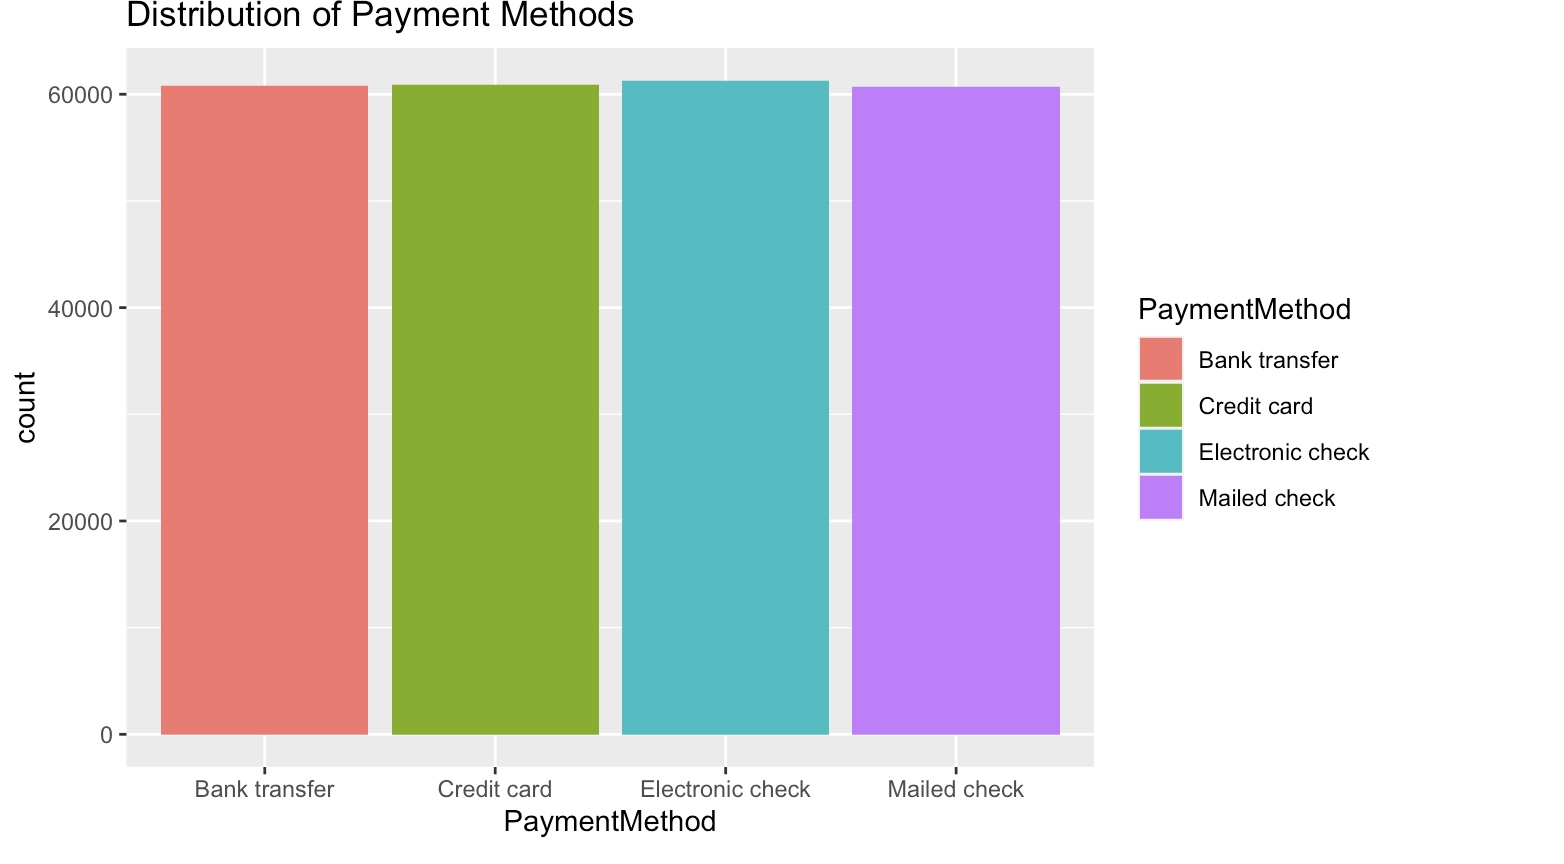 Distribution of Payment Methods
60000
40000
20000
0
count
Bank transfer
Credit card
Electronic check
Mailed check
PaymentMethod
PaymentMethod
Bank transfer
Credit card
Electronic check
Mailed check